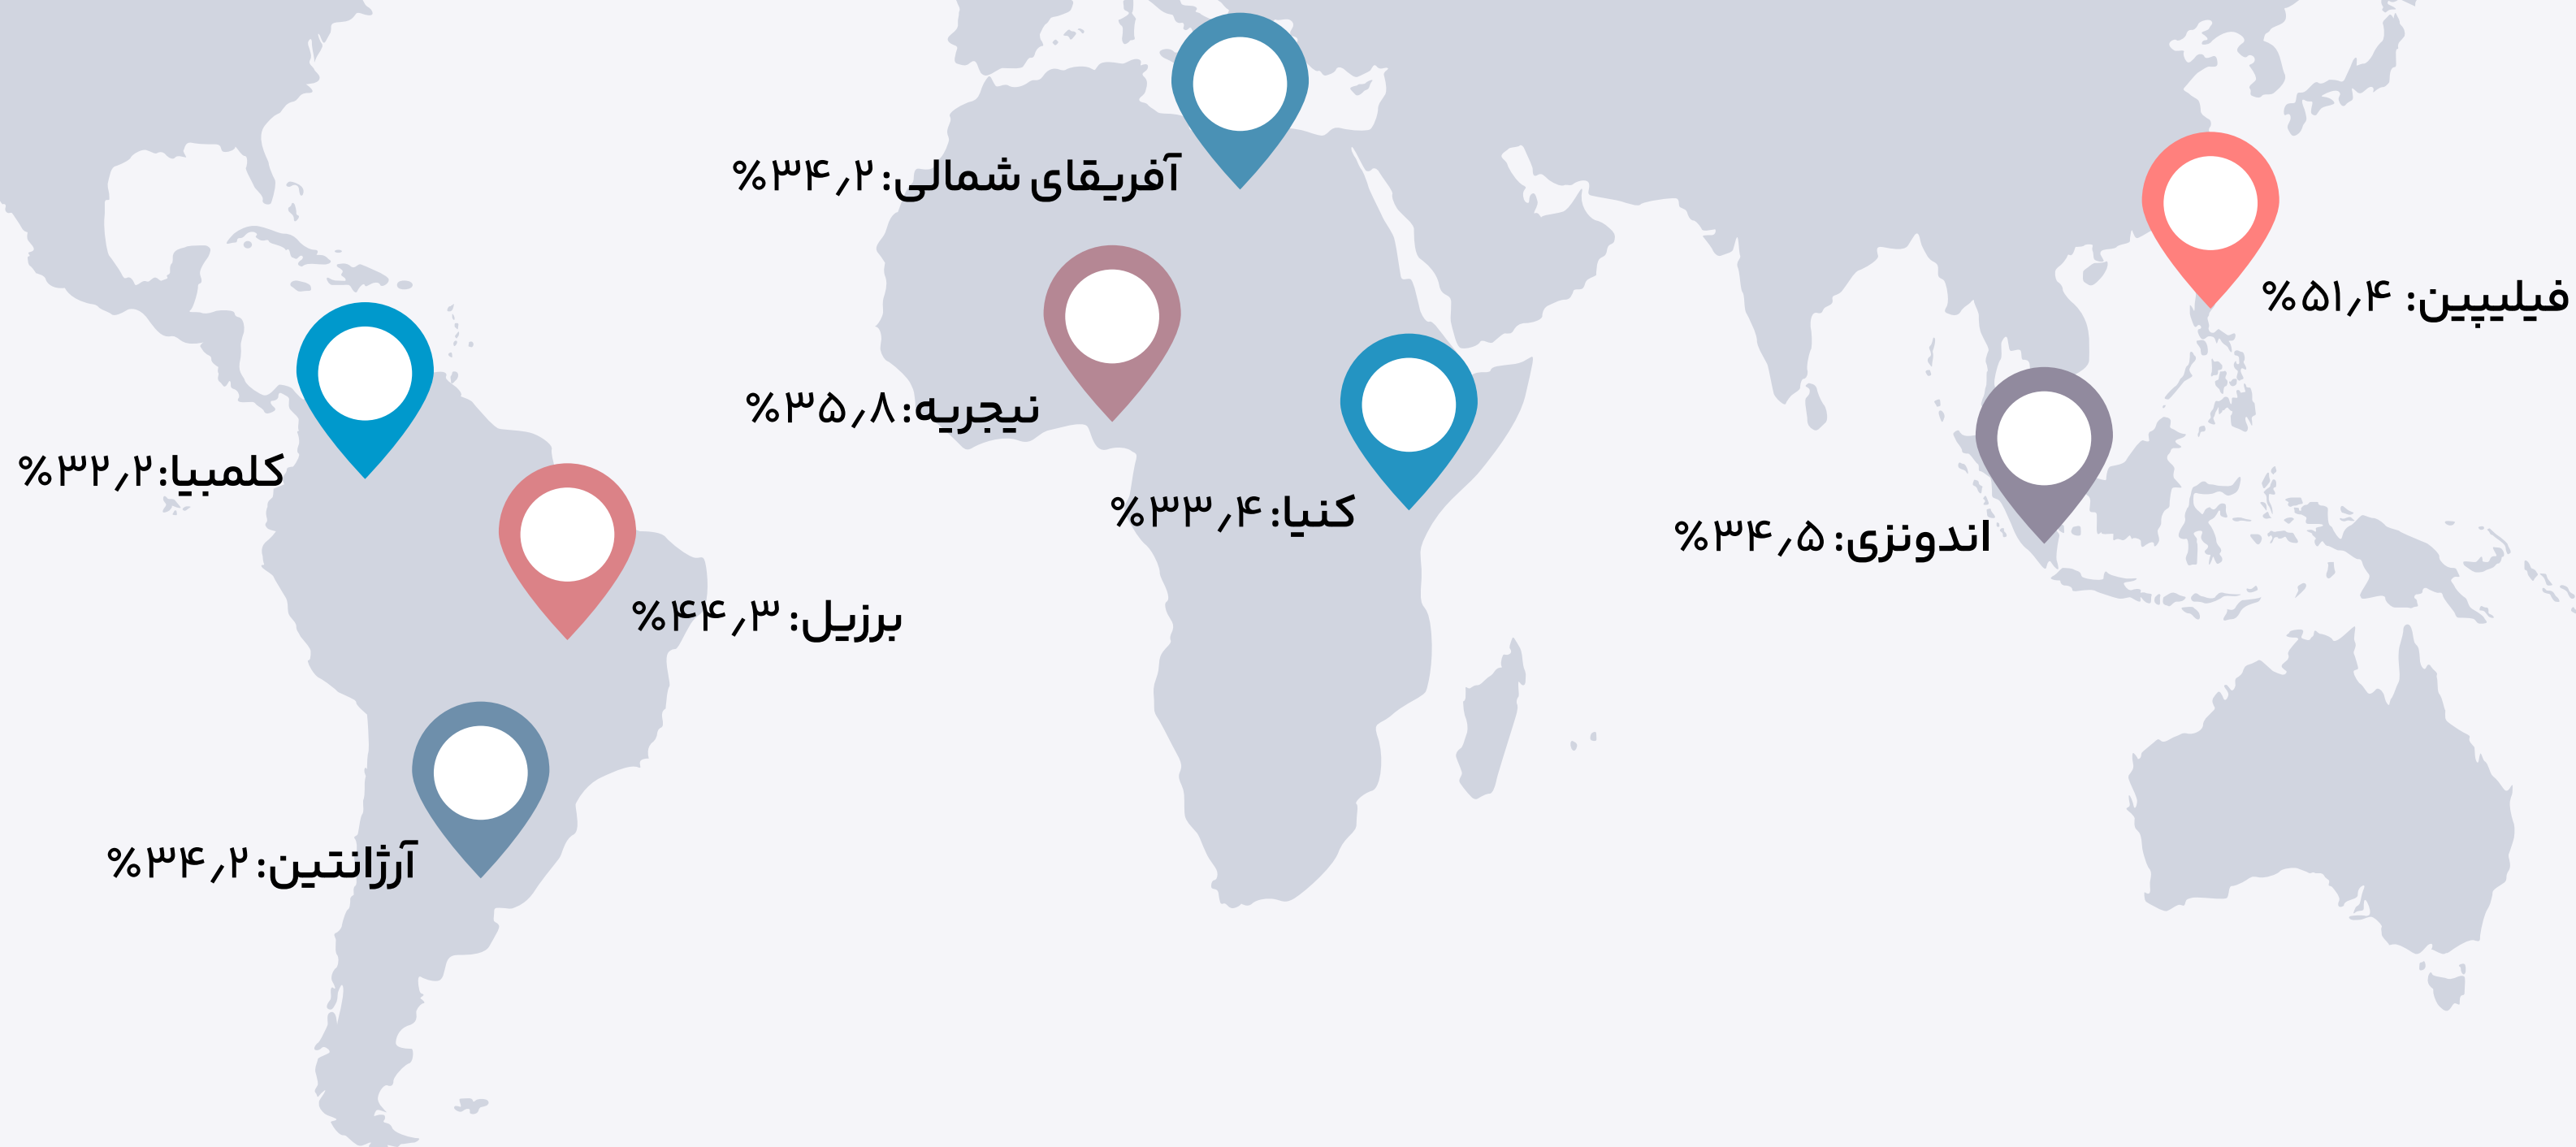 آفریقای شمالی: ۳۴٫۲%
فیلیپین: ۵۱٫۴%
نیجریه: ۳۵٫۸%
کلمبیا: ۳۲٫۲%
کنیا: ۳۳٫۴%
اندونزی: ۳۴٫۵%
برزیل: ۴۴٫۳%
آرژانتین: ۳۴٫۲%